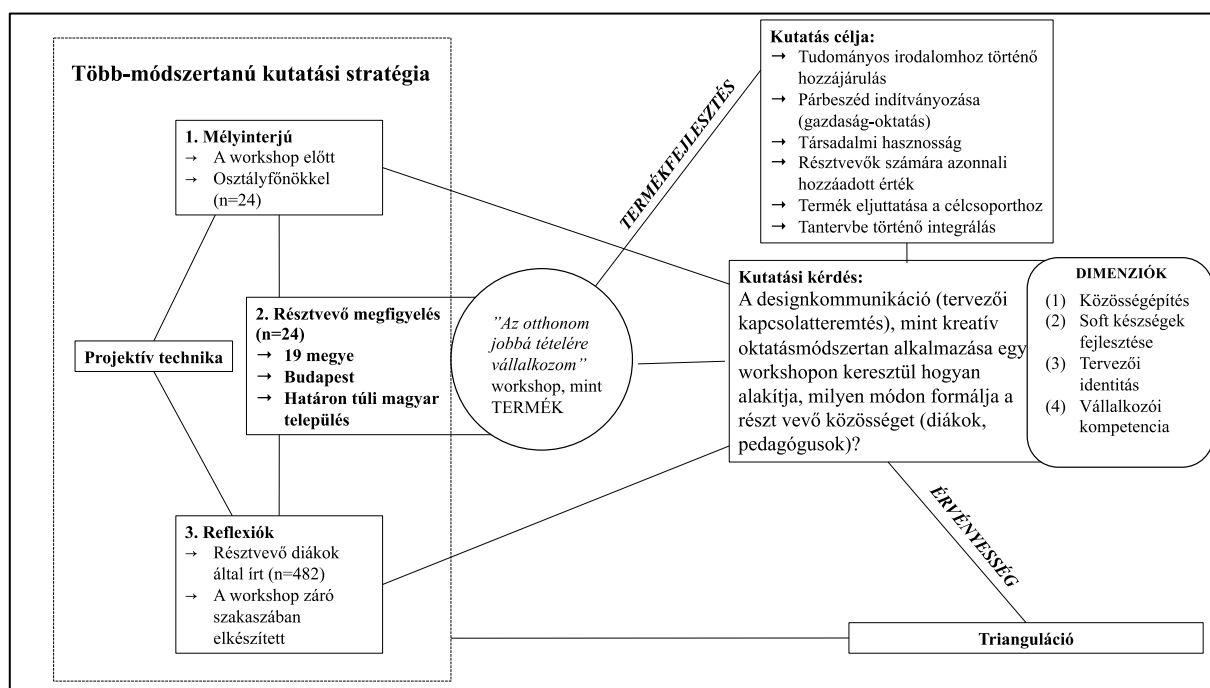 Több-módszertanú kutatási stratégia
1. Mélyinterjú
→ A workshop előtt
→ Osztályfőnökkel
(n=24)
Projektív technika
2. Résztvevő megfigyelés
(n=24)
→ 19 megye
→ Budapest
→ Határon túli magyar
település
3. Reflexiók
→ Résztvevő diákok
által írt (n=482)
→ A workshop záró
szakaszában
elkészített
”Az otthonom
jobbá tételére
vállalkozom”
workshop, mint
TERMÉK
TERMÉKFEJLESZTÉS
Kutatás célja:
→ Tudományos irodalomhoz történő
hozzájárulás
→ Párbeszéd indítványozása
(gazdaság-oktatás)
→ Társadalmi hasznosság
→ Résztvevők számára azonnali
hozzáadott érték
→ Termék eljuttatása a célcsoporthoz
→ Tantervbe történő integrálás
Kutatási kérdés:
A designkommunikáció (tervezői
kapcsolatteremtés), mint kreatív
oktatásmódszertan alkalmazása egy
workshopon keresztül hogyan
alakítja, milyen módon formálja a
részt vevő közösséget (diákok,
pedagógusok)?
DIMENZIÓK
(1) Közösségépítés
(2) Soft készségek
fejlesztése
(3) Tervezői
identitás
(4) Vállalkozói
kompetencia
ÉRVÉNYESSÉG
Trianguláció